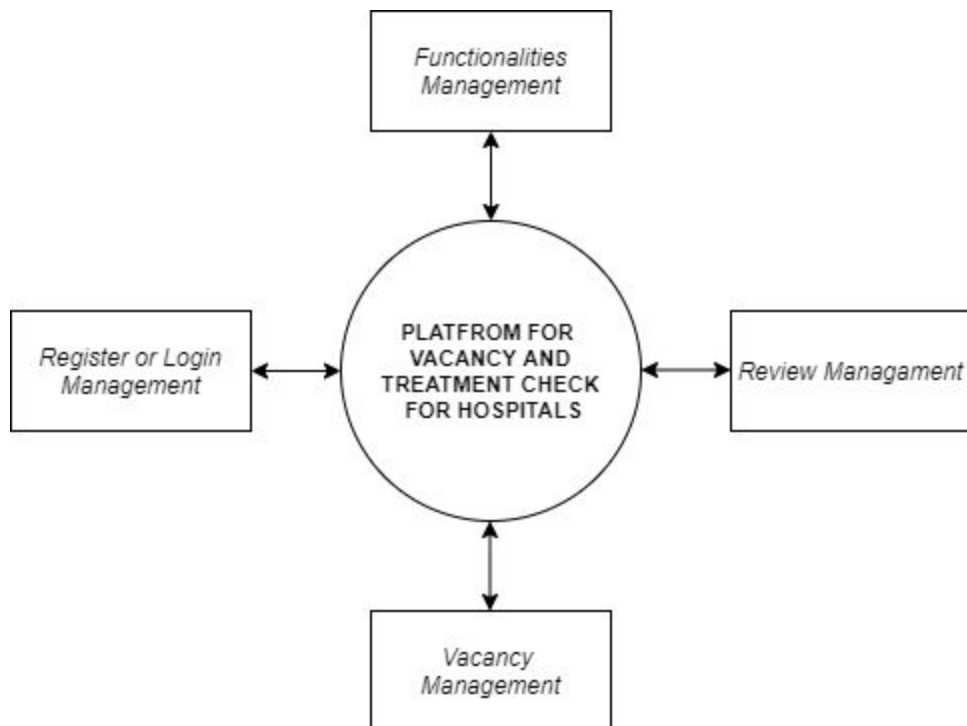 Functionalities
Management
Register or Login
Management
PLATFROM FOR
VACANCY AND
TREATMENT CHECK
FOR HOSPITALS
Review Managament
Vacancy
Management